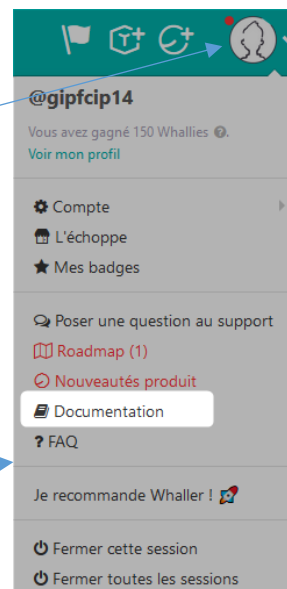 @gipfcip14
Vous avez gagné 150 Whallies ?.
Voir mon profil
Compte
L'échoppe
Mes badges
Poser une question au support
Roadmap (1)
Nouveautés produit
Documentation
? FAQ
Je recommande Whaller ! 🚀
Fermer cette session
Fermer toutes les sessions